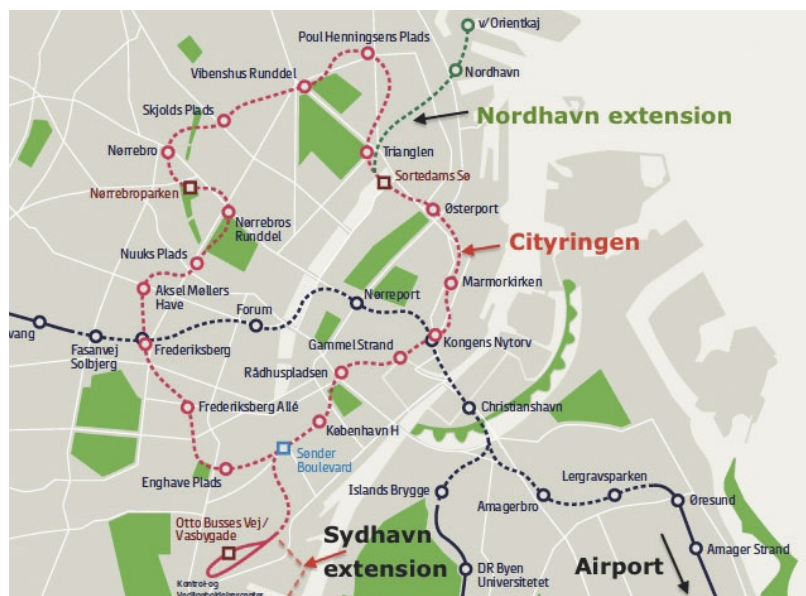 Poul Henningsens Plads
v/Orientkaj
Vibenshus Runddel
Nordhavn
Skjolds Plads
Nordhavn extension
Nørrebro
Trianglen
Sortedams Sø
Nørrebroparken
Østerport
Nørrebros
Runddel
Cityringen
Nuuks Plads
Marmorkirken
Aksel Møllers
Have
Nørreport
Forum
vang
Fasanvej
Solbjerg
Frederiksberg
Gammel Strand
Kongens Nytorv
Rådhuspladsen
Frederiksberg Allé
Christianshavn
København H
Sønder
Boulevard
Enghave Plads
Islands Brygge
Lergravsparken
Amagerbro
Øresund
Otto Busses Vej/
Vasbygade
Sydhavn
extension
Amager Strand
Airport
DR Byen
Universitetet
Kontrol-og